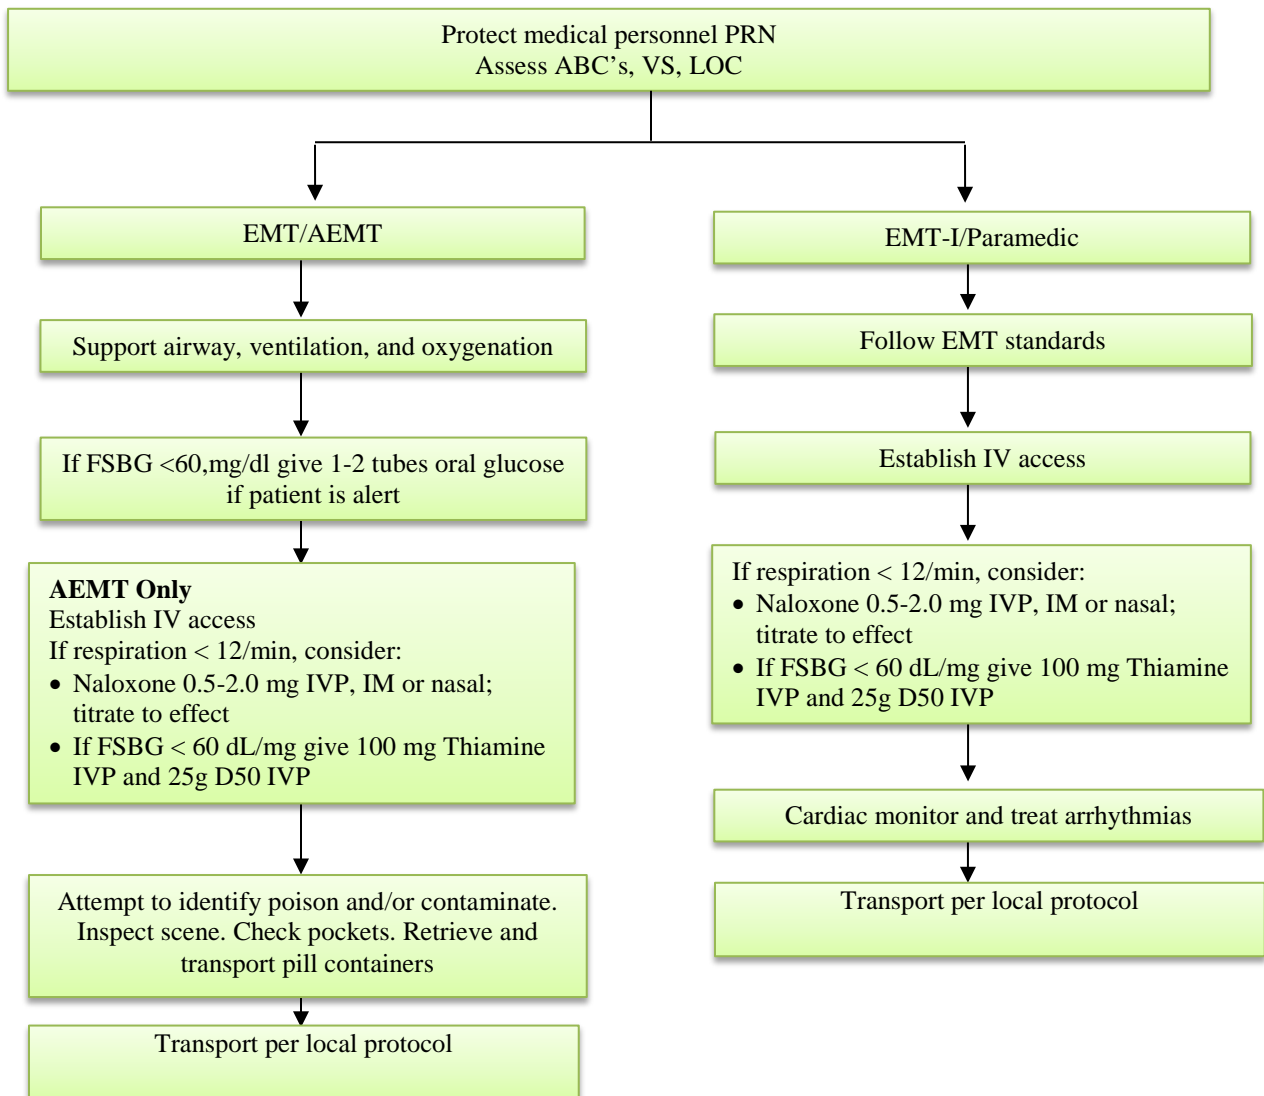 Protect medical personnel PRN
Assess ABC’s, VS, LOC
EMT/AEMT
Support airway, ventilation, and oxygenation
If FSBG <60,mg/dl give 1-2 tubes oral glucose
if patient is alert
AEMT Only
Establish IV access
If respiration < 12/min, consider:
• Naloxone 0.5-2.0 mg IVP, IM or nasal;
titrate to effect
• If FSBG < 60 dL/mg give 100 mg Thiamine
IVP and 25g D50 IVP
Attempt to identify poison and/or contaminate.
Inspect scene. Check pockets. Retrieve and
transport pill containers
Transport per local protocol
EMT-I/Paramedic
Follow EMT standards
Establish IV access
If respiration < 12/min, consider:
• Naloxone 0.5-2.0 mg IVP, IM or nasal;
titrate to effect
• If FSBG < 60 dL/mg give 100 mg Thiamine
IVP and 25g D50 IVP
Cardiac monitor and treat arrhythmias
Transport per local protocol